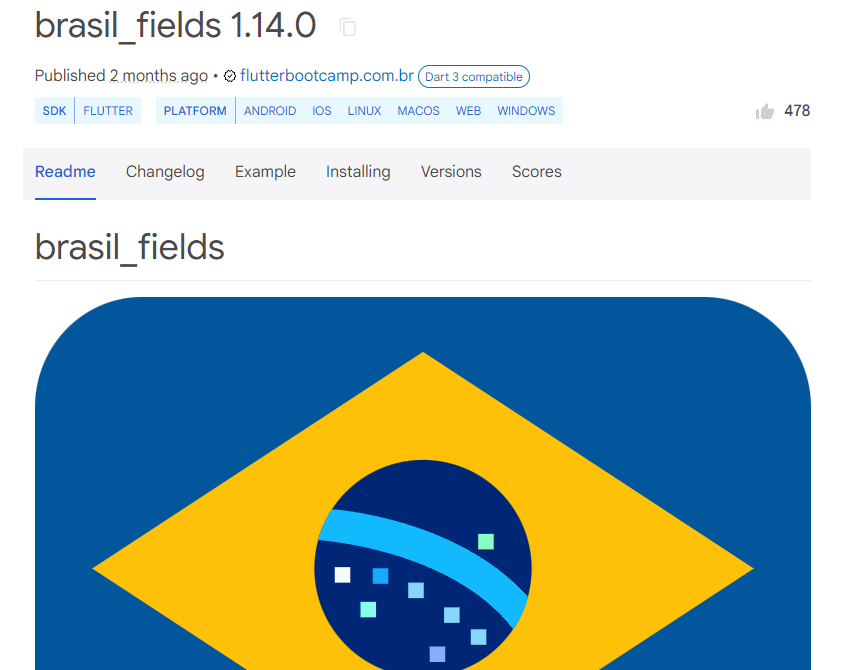 brasil_fields 1.14.0
Published 2 months ago • flutterbootcamp.com.br Dart 3 compatible
SDK FLUTTER PLATFORM ANDROID IOS LINUX MACOS WEB WINDOWS 478
Readme Changelog Example Installing Versions Scores
brasil_fields